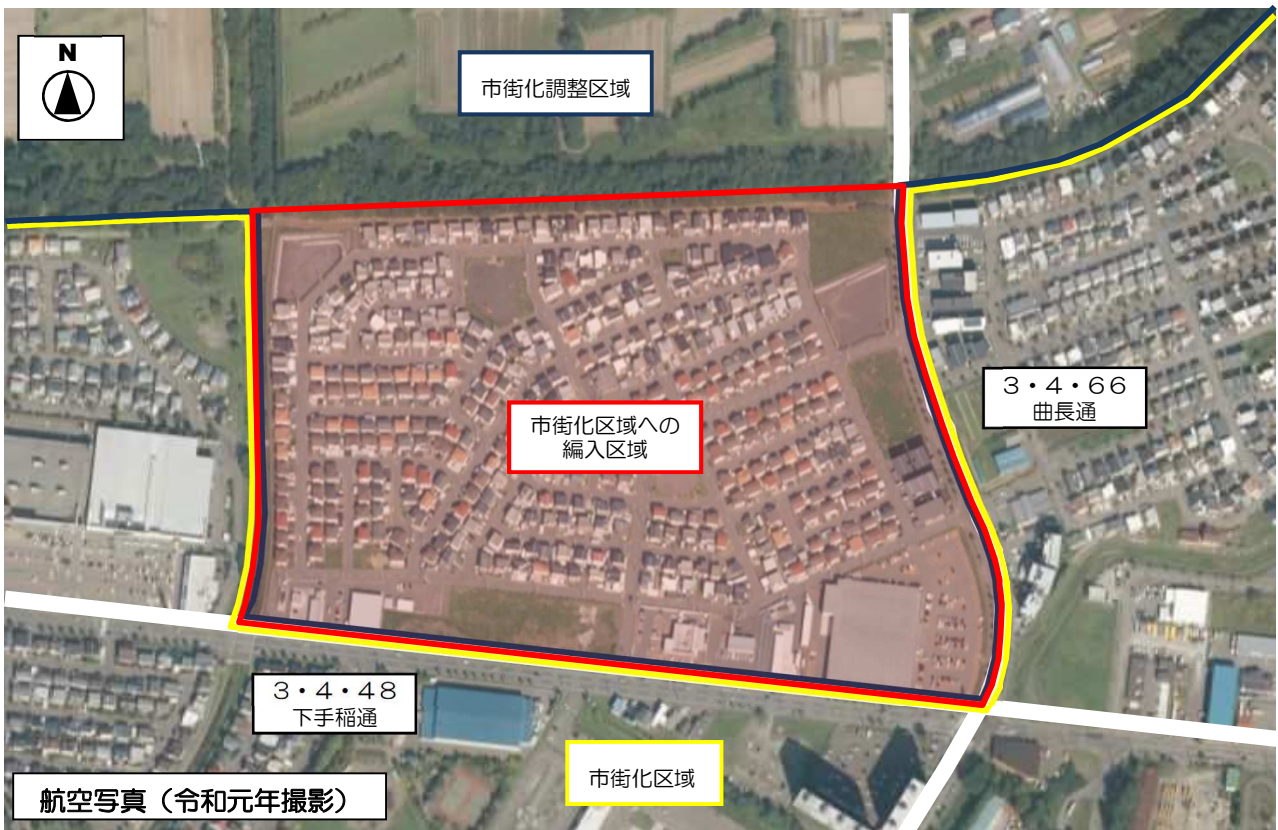 N
市街化調整区域
3・4・66
曲長通
市街化区域への
編入区域
3・4・48
下手稲通
市街化区域
航空写真（令和元年撮影）